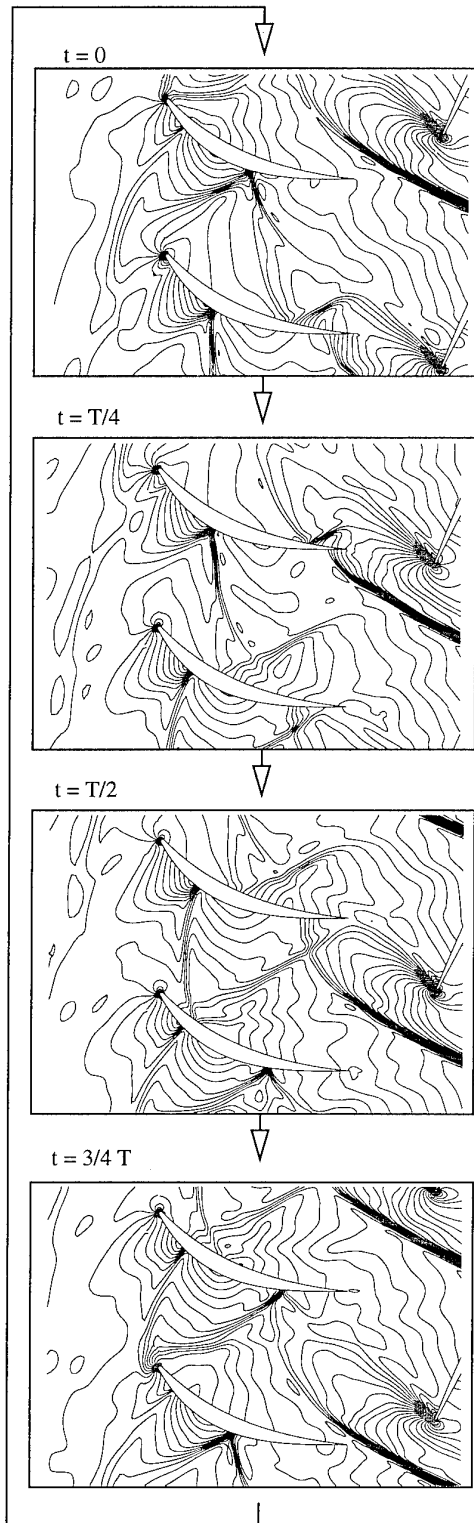 t = 0
t = T/4
t = T/2
t = 3/4 T